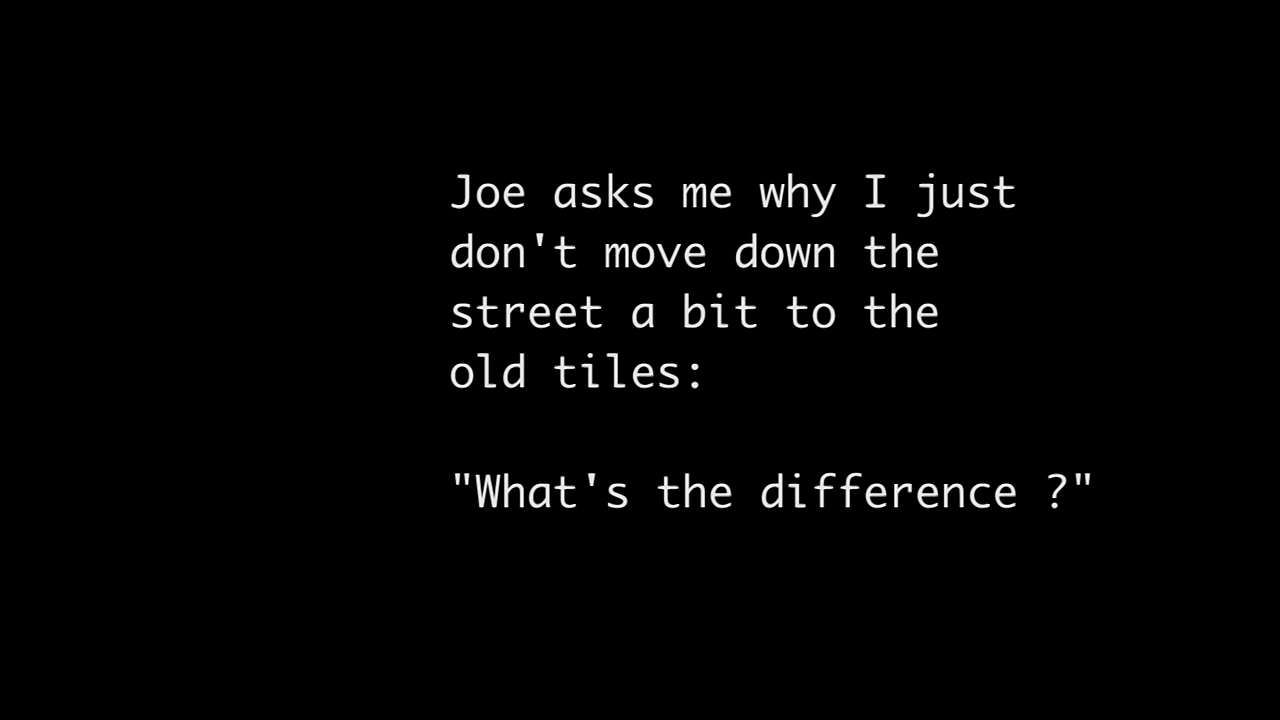 Joe asks me why I just
don't move down the
street a bit to the
old tiles:
"What's the difference ?"